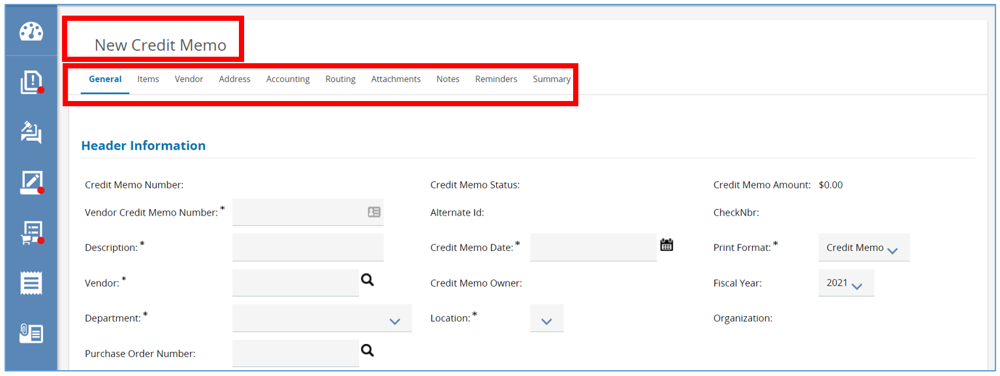 New Credit Memo
General Items Vendor Address Accounting Routing Attachments Notes Reminders Summary
Header Information
Credit Memo Number: Credit Memo Status: Credit Memo Amount: $0.00
Vendor Credit Memo Number: * Alternate Id: CheckNbr:
Description: * Credit Memo Date: * Print Format: * Credit Memo
Vendor: * Credit Memo Owner: Fiscal Year: 2021
Department: * Location: * Organization:
Purchase Order Number: